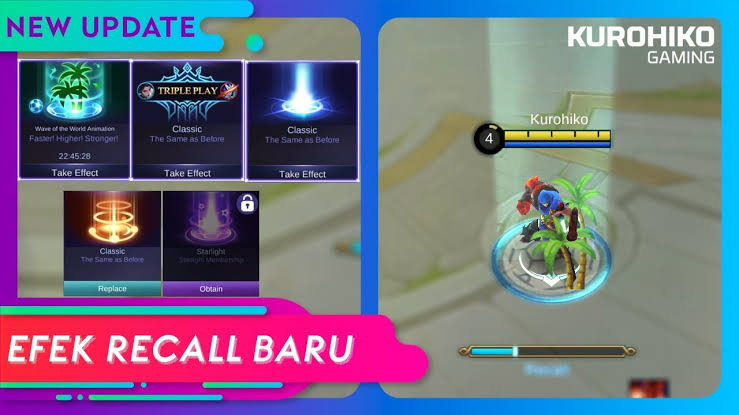 NEW UPDATE
KUROHIKO
GAMING
Wave of the World Animation
Faster! Higher! Stronger!
22:45:28
Take Effect
TRIPLE PLAY
Classic
The Same as Before
Take Effect
Classic
The Same as Before
Take Effect
Classic
The Same as Before
Replace
Starlight
Starlight Membership
Obtain
Kurohiko
4
Recall
EFEK RECALL BARU